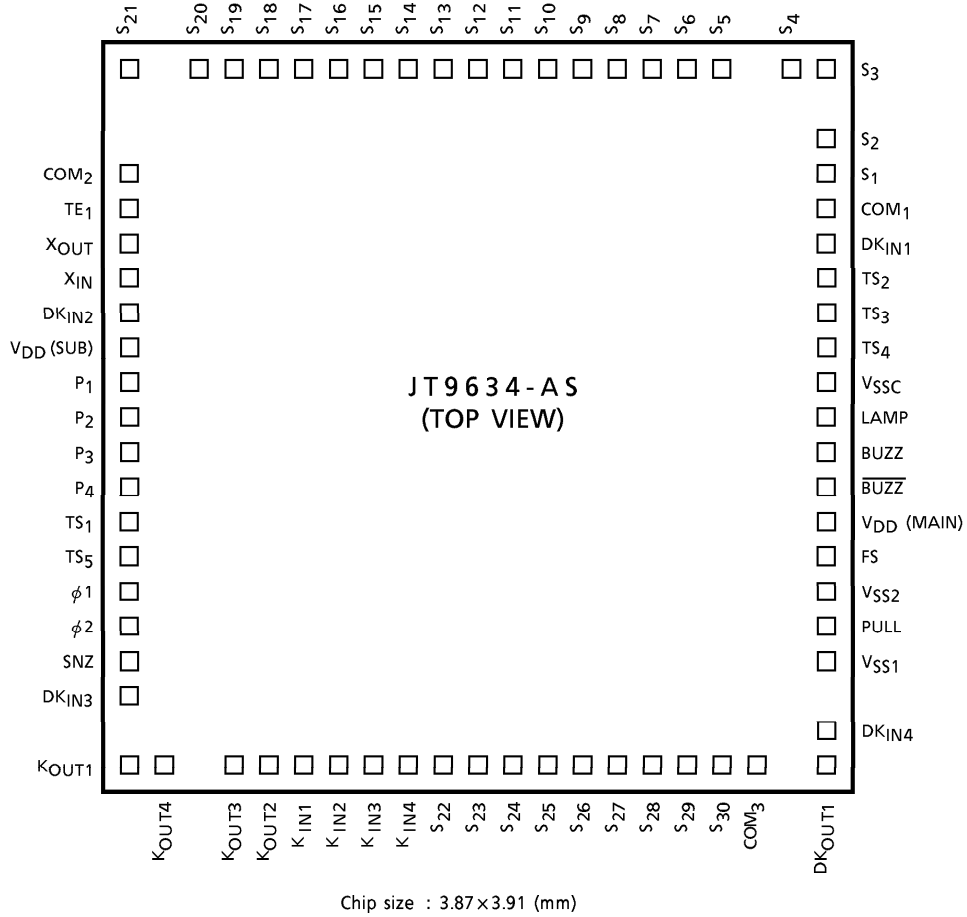 S21 S20 S19 S18 S17 S16 S15 S14 S13 S12 S11 S10 S9 S8 S7 S6 S5 S4
S3
S2
COM2 S1
TE1 COM1
XOUT DKIN1
XIN TS2
DKIN2 TS3
VDD (SUB) TS4
P1 VSSC
JT9634-AS
(TOP VIEW)
P2 LAMP
P3 BUZZ
P4 BUZZ
TS1 VDD (MAIN)
TS5 FS
ϕ1 VSS2
ϕ2 PULL
SNZ VSS1
DKIN3
DKIN4
KOUT1
KOUT4 KOUT3 KOUT2 KIN1 KIN2 KIN3 KIN4 S22 S23 S24 S25 S26 S27 S28 S29 S30 COM3 DKOUT1
Chip size : 3.87×3.91 (mm)